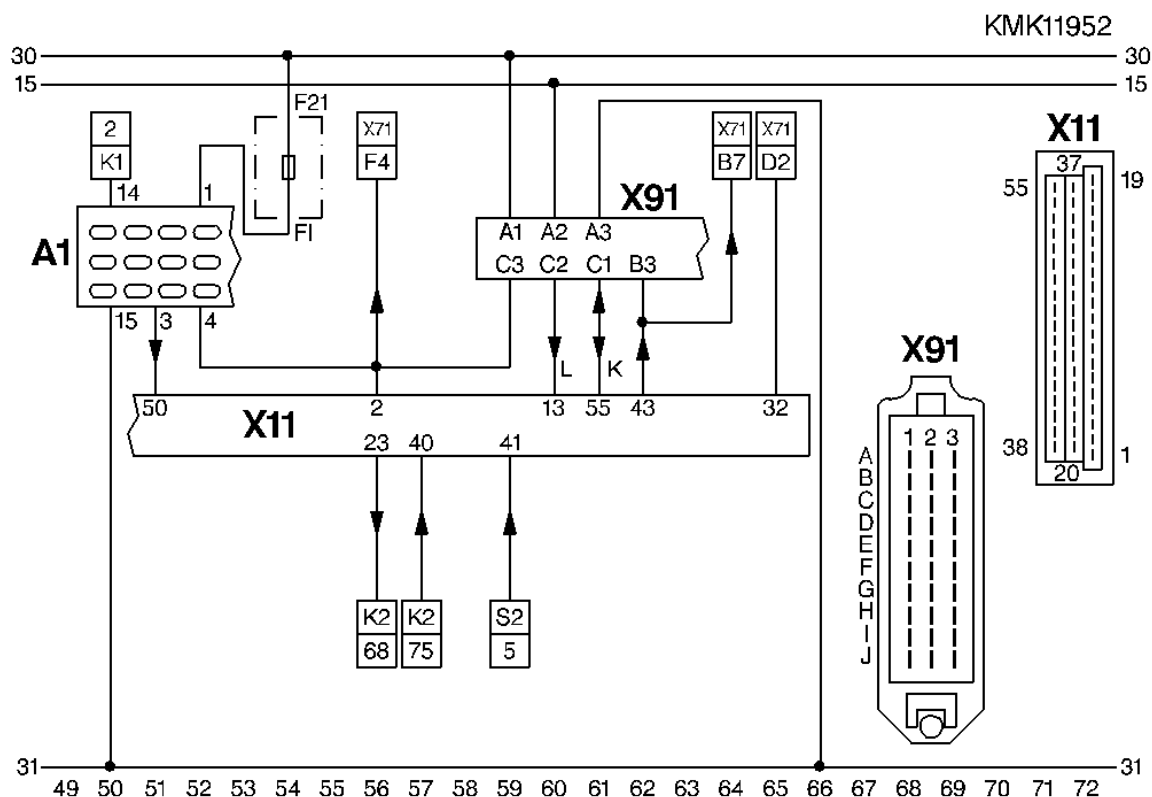 KMK11952
30 30
15 15
F21
2 X71 X71 X71 X11
K1 F4 B7 D2 37
14 1 55 19
X91
FI A1 A2 A3
A1 C3 C2 C1 B3
15 3 4
X91
L K
50 2 13 55 43 32
X11 1 2 3
23 40 41 38 20 1
A
B
C
D
E
F
G
H
I
J
K2 K2 S2
68 75 5
31 31
49 50 51 52 53 54 55 56 57 58 59 60 61 62 63 64 65 66 67 68 69 70 71 72